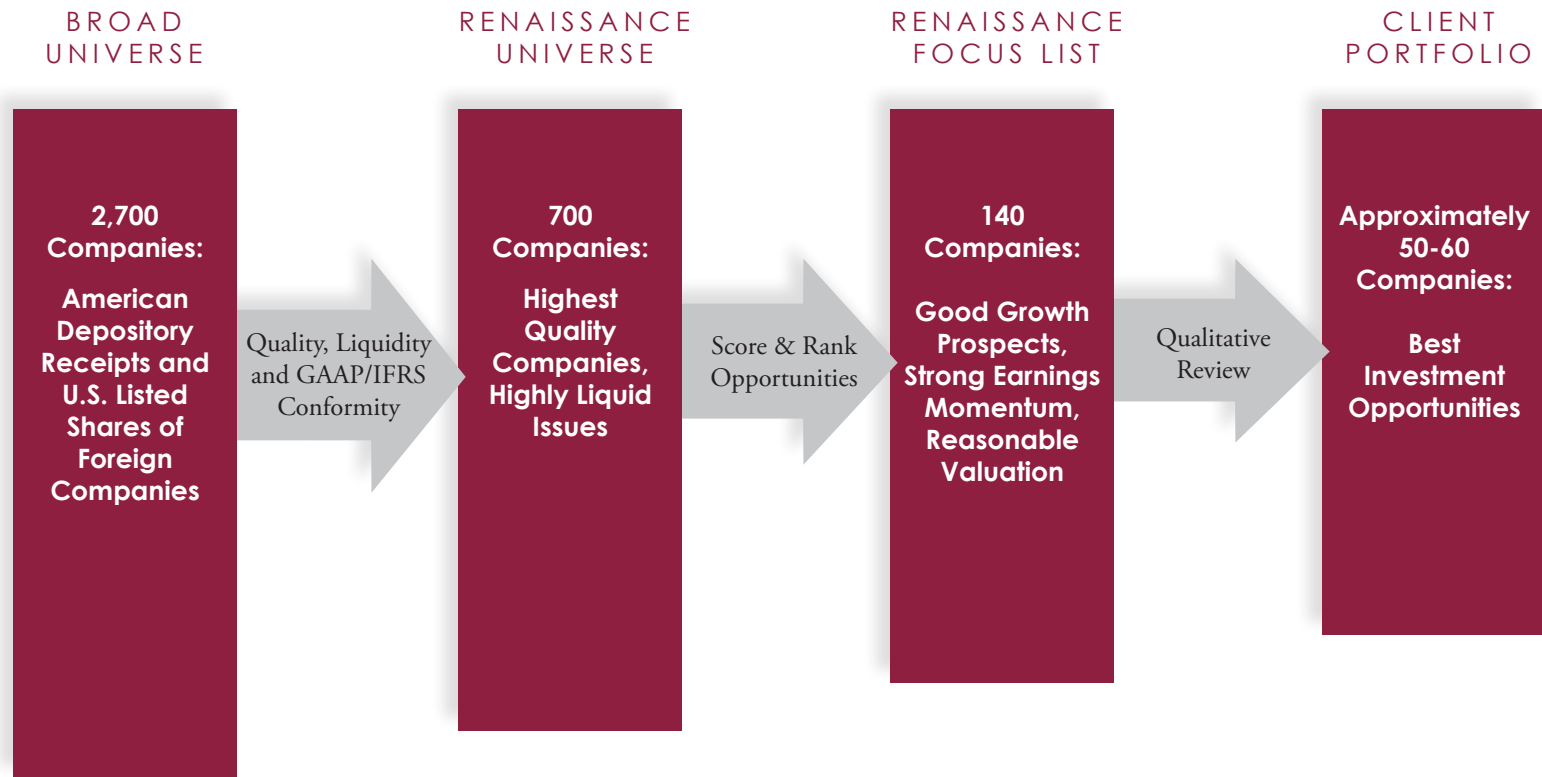 BROAD
UNIVERSE
2,700
Companies:
American
Depository
Receipts and
U.S. Listed
Shares of
Foreign
Companies
Quality, Liquidity
and GAAP/IFRS
Conformity
RENAISSANCE
UNIVERSE
700
Companies:
Highest
Quality
Companies,
Highly Liquid
Issues
Score & Rank
Opportunities
RENAISSANCE
FOCUS LIST
140
Companies:
Good Growth
Prospects,
Strong Earnings
Momentum,
Reasonable
Valuation
Qualitative
Review
CLIENT
PORTFOLIO
Approximately
50-60
Companies:
Best
Investment
Opportunities